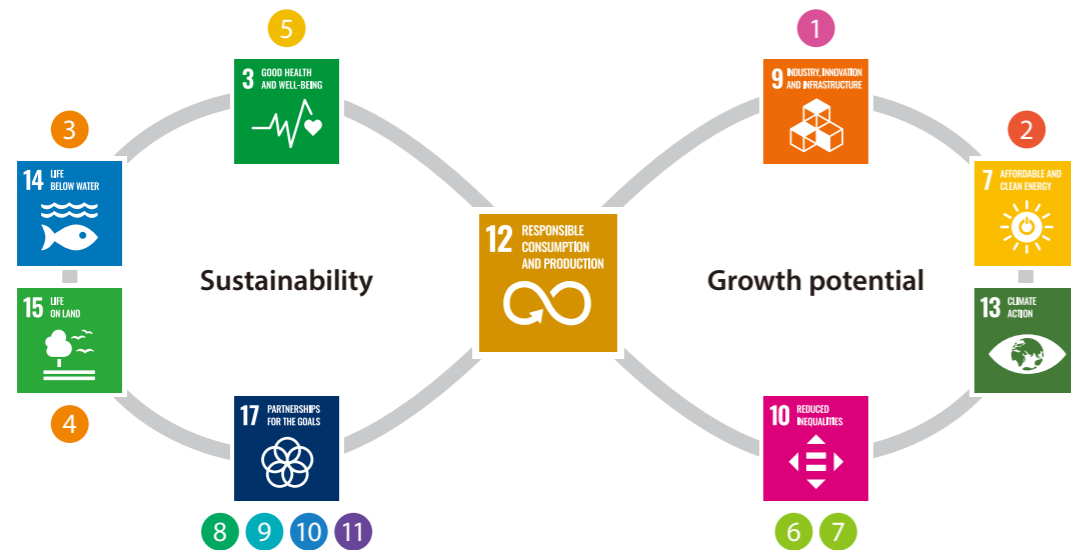 5
1
3 GOOD HEALTH
AND WELL-BEING
9 INDUSTRY, INNOVATION
AND INFRASTRUCTURE
3
2
14 LIFE
BELOW WATER
7 AFFORDABLE AND
CLEAN ENERGY
12 RESPONSIBLE
CONSUMPTION
AND PRODUCTION
Sustainability
Growth potential
15 LIFE
ON LAND
13 CLIMATE
ACTION
4
17 PARTNERSHIPS
FOR THE GOALS
10 REDUCED
INEQUALITIES
8 9 10 11
6 7